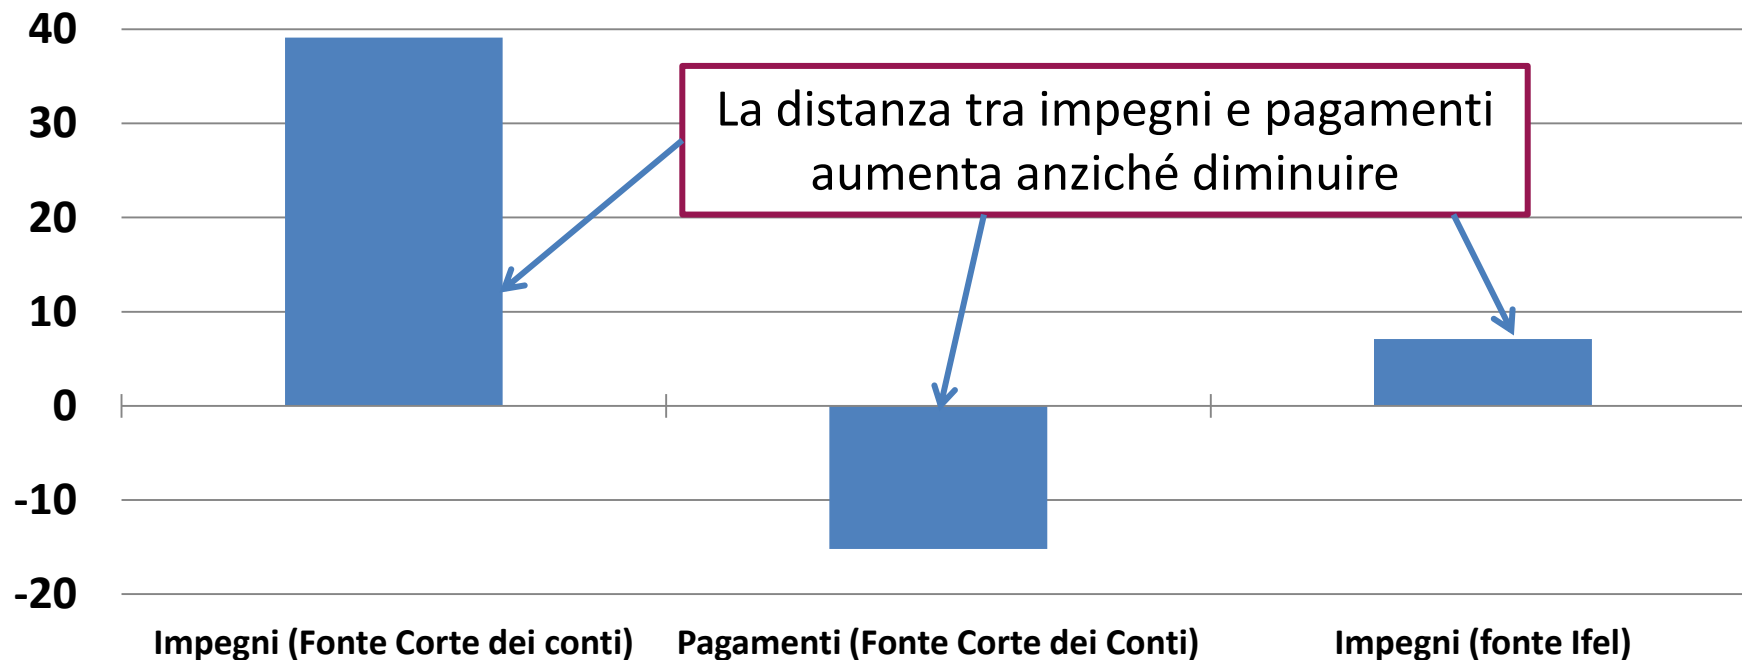 40
30
20
10
0
-10
-20
La distanza tra impegni e pagamenti
aumenta anziché diminuire
Impegni (Fonte Corte dei conti)
Pagamenti (Fonte Corte dei Conti)
Impegni (fonte Ifel)